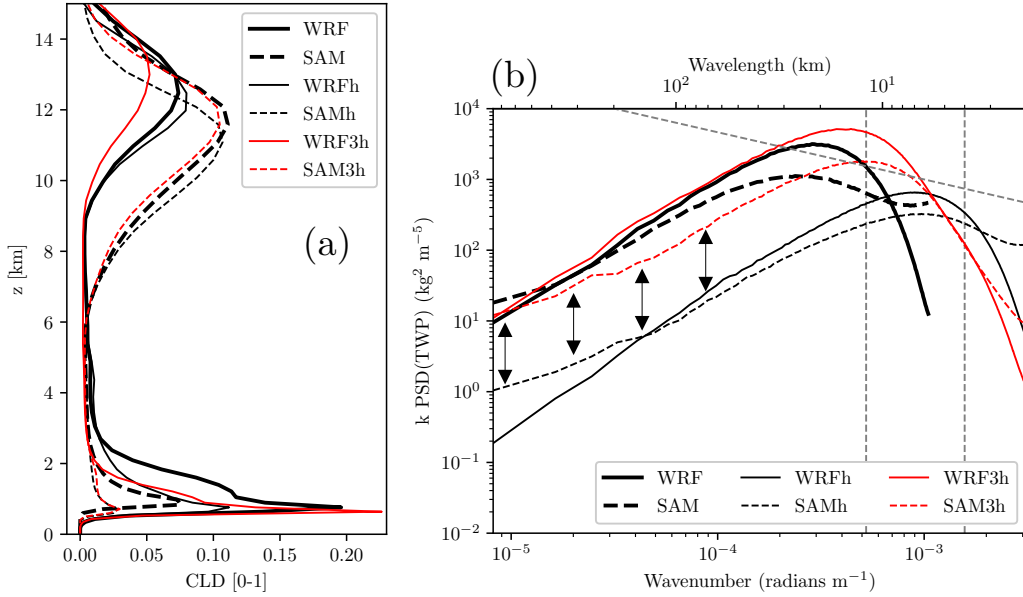 14
12
10
8
6
4
2
0
z [km]
0.00 0.05 0.10 0.15 0.20
CLD [0-1]
WRF
SAM
WRFh
SAMh
WRF3h
SAM3h
(a)
(b)
Wavelength (km)
10² 10
10⁴
10³
10²
10¹
10⁰
10⁻¹
10⁻²
k PSD(TWP) (kg² m⁻⁵)
WRF WRFh WRF3h
SAM SAMh SAM3h
10⁻⁵ 10⁻⁴ 10⁻³
Wavenumber (radians m⁻¹)